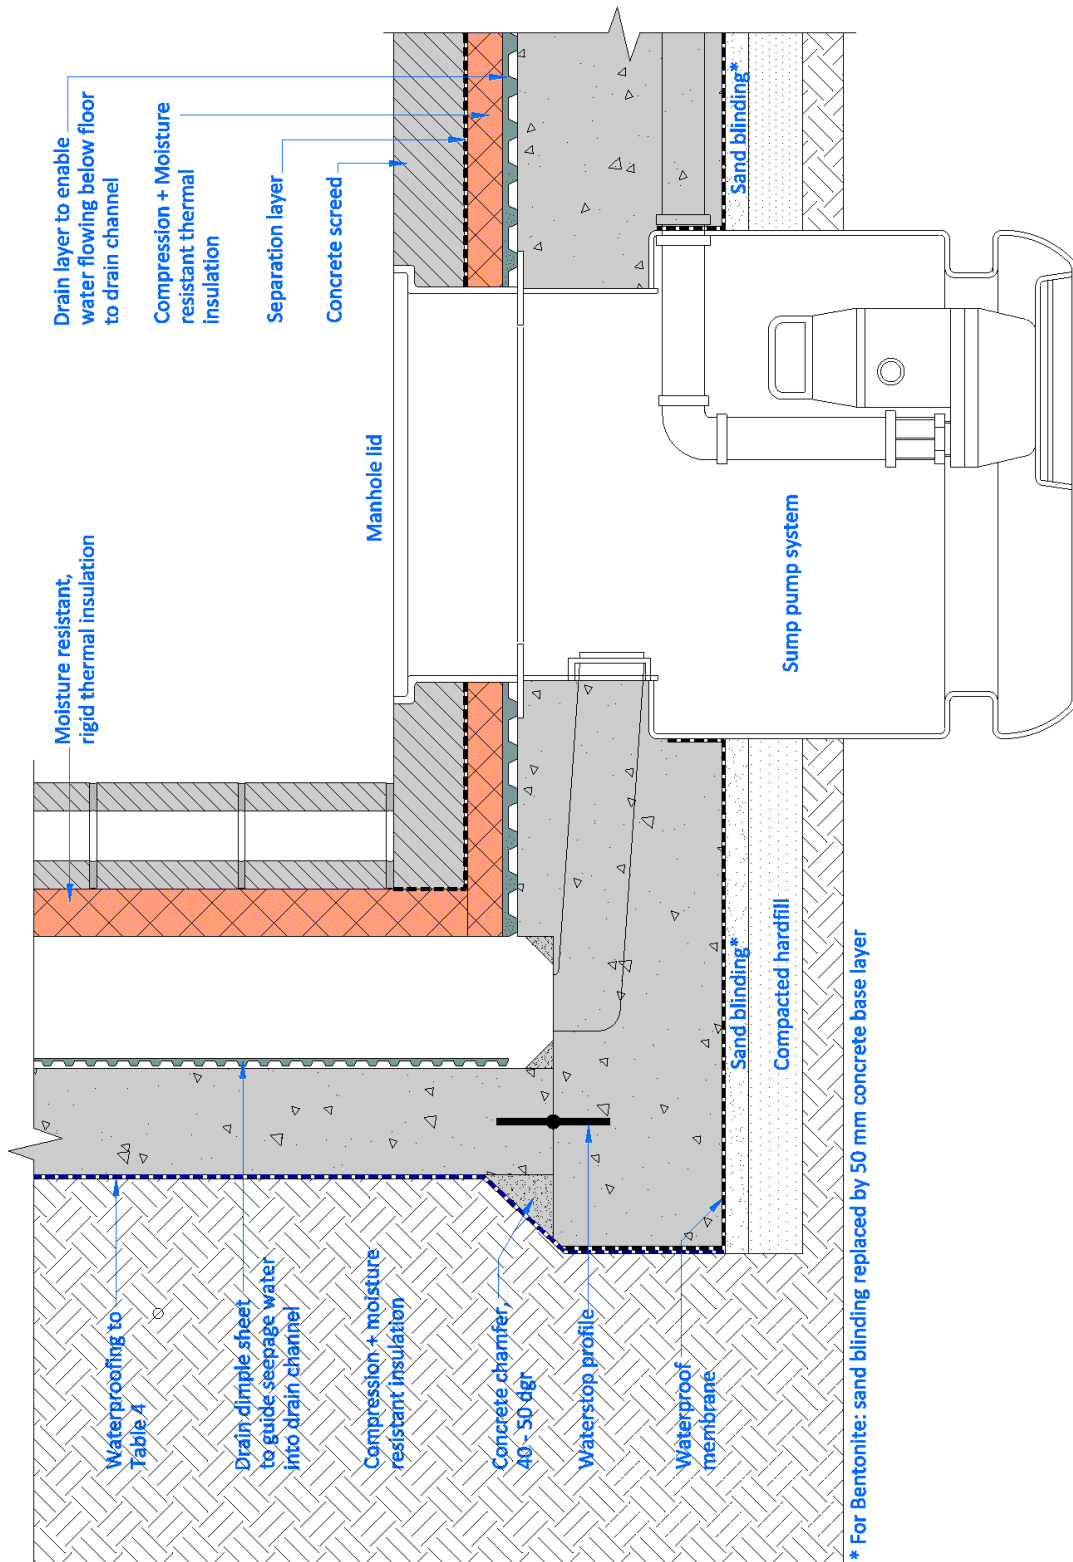 Waterproofing to
Table 4
Drain dimple sheet
to guide seepage water
into drain channel
Compression + moisture
resistant insulation
Concrete chamfer,
40 - 50 dgr
Waterstop profile
Waterproof
membrane
Moisture resistant,
rigid thermal insulation
Drain layer to enable
water flowing below floor
to drain channel
Compression + Moisture
resistant thermal
insulation
Separation layer
Concrete screed
Manhole lid
Sump pump system
Sand blinding*
Sand blinding*
Compacted hardfill
* For Bentonite: sand blinding replaced by 50 mm concrete base layer